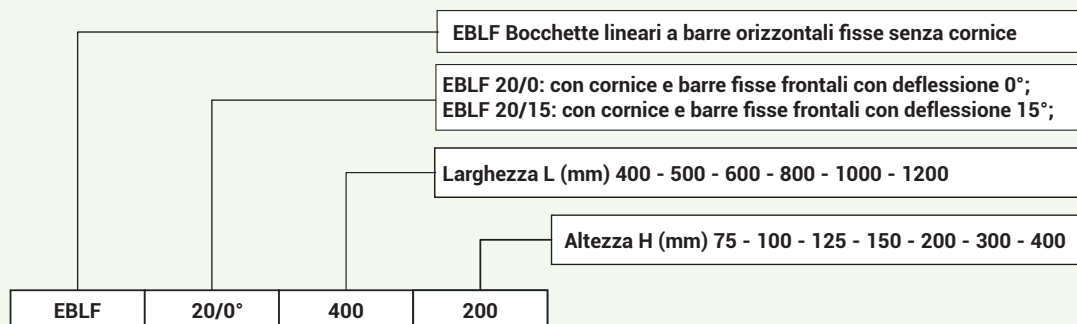 EBLF Bocchette lineari a barre orizzontali fisse senza cornice
EBLF 20/0: con cornice e barre fisse frontali con deflessione 0°;
EBLF 20/15: con cornice e barre fisse frontali con deflessione 15°;
Larghezza L (mm) 400 - 500 - 600 - 800 - 1000 - 1200
Altezza H (mm) 75 - 100 - 125 - 150 - 200 - 300 - 400
EBLF 20/0° 400 200